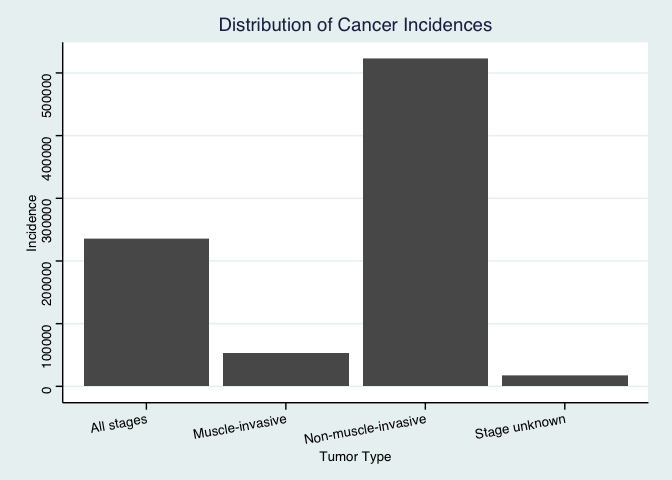 Distribution of Cancer Incidences
Incidence
500000
400000
300000
200000
100000
0
All stages
Muscle-invasive
Non-muscle-invasive
Stage unknown
Tumor Type